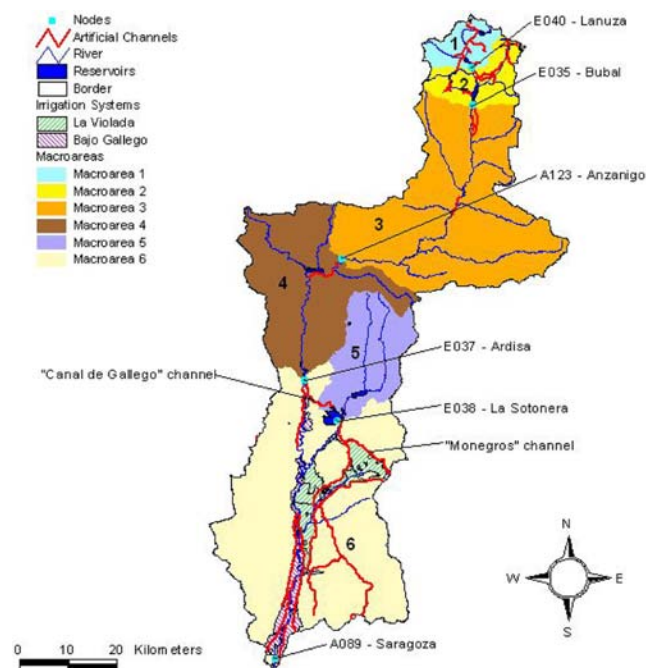 Nodes
Artificial Channels
River
Reservoirs
Border
Irrigation Systems
La Violada
Bajo Gallego
Macroareas
Macroarea 1
Macroarea 2
Macroarea 3
Macroarea 4
Macroarea 5
Macroarea 6
1
E040 - Lanuza
2
E035 - Bubal
A123 - Anzanigo
3
4
5
E037 - Ardisa
"Canal de Gallego" channel
E038 - La Sotonera
"Monegros" channel
6
N
W E
S
A089 - Saragoza
0 10 20 Kilometers